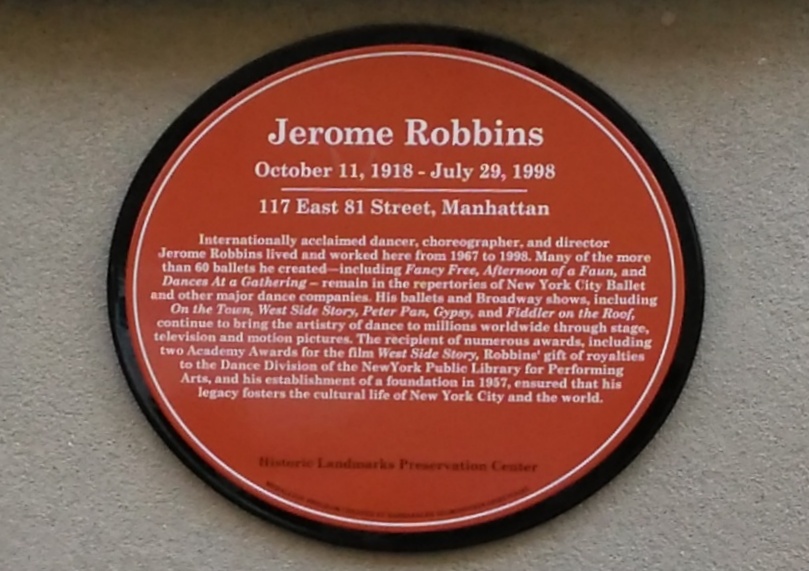 Jerome Robbins
October 11, 1918 - July 29, 1998
117 East 81 Street, Manhattan
Internationally acclaimed dancer, choreographer, and director
Jerome Robbins lived and worked here from 1967 to 1998. Many of the more
than 60 ballets he created—including Fancy Free, Afternoon of a Faun, and
Dances At a Gathering – remain in the repertories of New York City Ballet
and other major dance companies. His ballets and Broadway shows, including
On the Town, West Side Story, Peter Pan, Gypsy, and Fiddler on the Roof,
continue to bring the artistry of dance to millions worldwide through stage,
television and motion pictures. The recipient of numerous awards, including
two Academy Awards for the film West Side Story, Robbins' gift of royalties
to the Dance Division of the NewYork Public Library for Performing
Arts, and his establishment of a foundation in 1957, ensured that his
legacy fosters the cultural life of New York City and the world.
Historic Landmarks Preservation Center